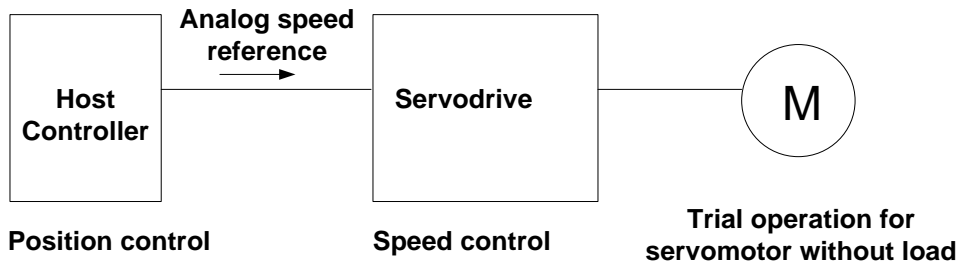 Analog speed
reference
Host
Controller
Servodrive
M
Position control
Speed control
Trial operation for
servomotor without load